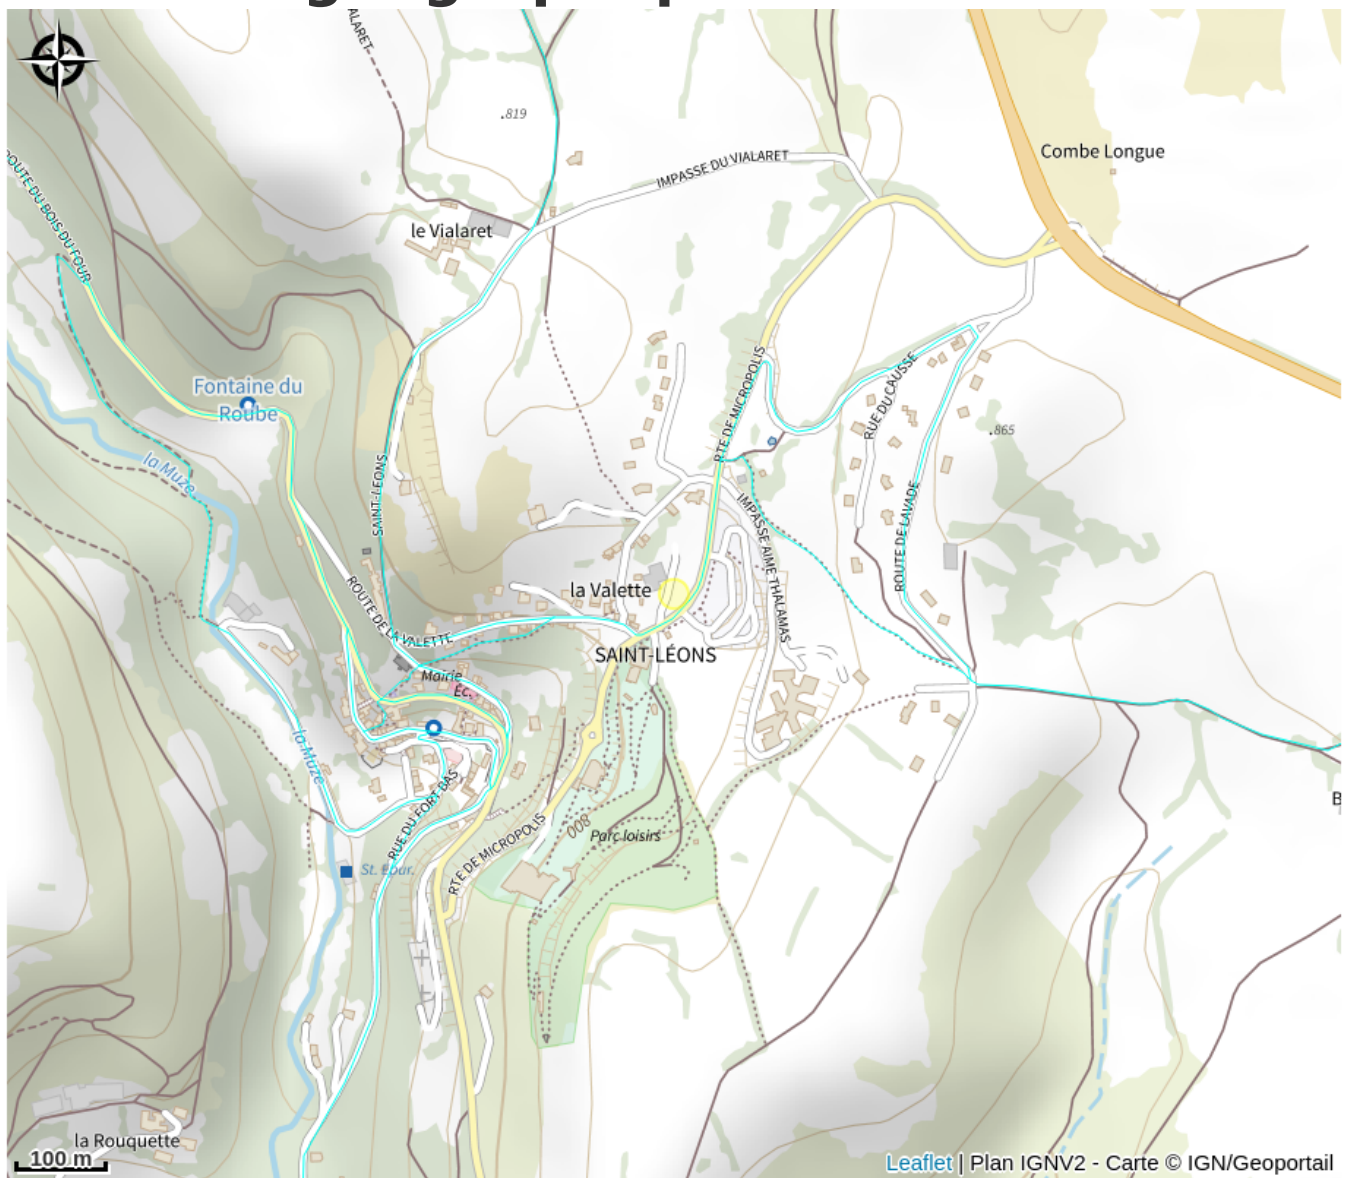 ALARET
.819
Combe Longue
IMPASSE DU VIALARET
ROUTE DU BOIS DU FOUR
le Vialaret
Fontaine du
Roube
RTE DE MICROPOLIS
RUE DU CAUSSE
.865
la Muze
SAINT-LÉONS
ROUTE DE LAVADE
IMPASSE AIMÉ THALAMAS
la Valette
ROUTE DE LA VALETTE
SAINT-LÉONS
Mairie
Éc.
la Muze
B
RUE DU FORT BAS
RTE DE MICROPOLIS
800
Parc loisirs
St. Épur.
la Rouquette
100 m
Leaflet | Plan IGNV2 - Carte © IGN/Geoportail